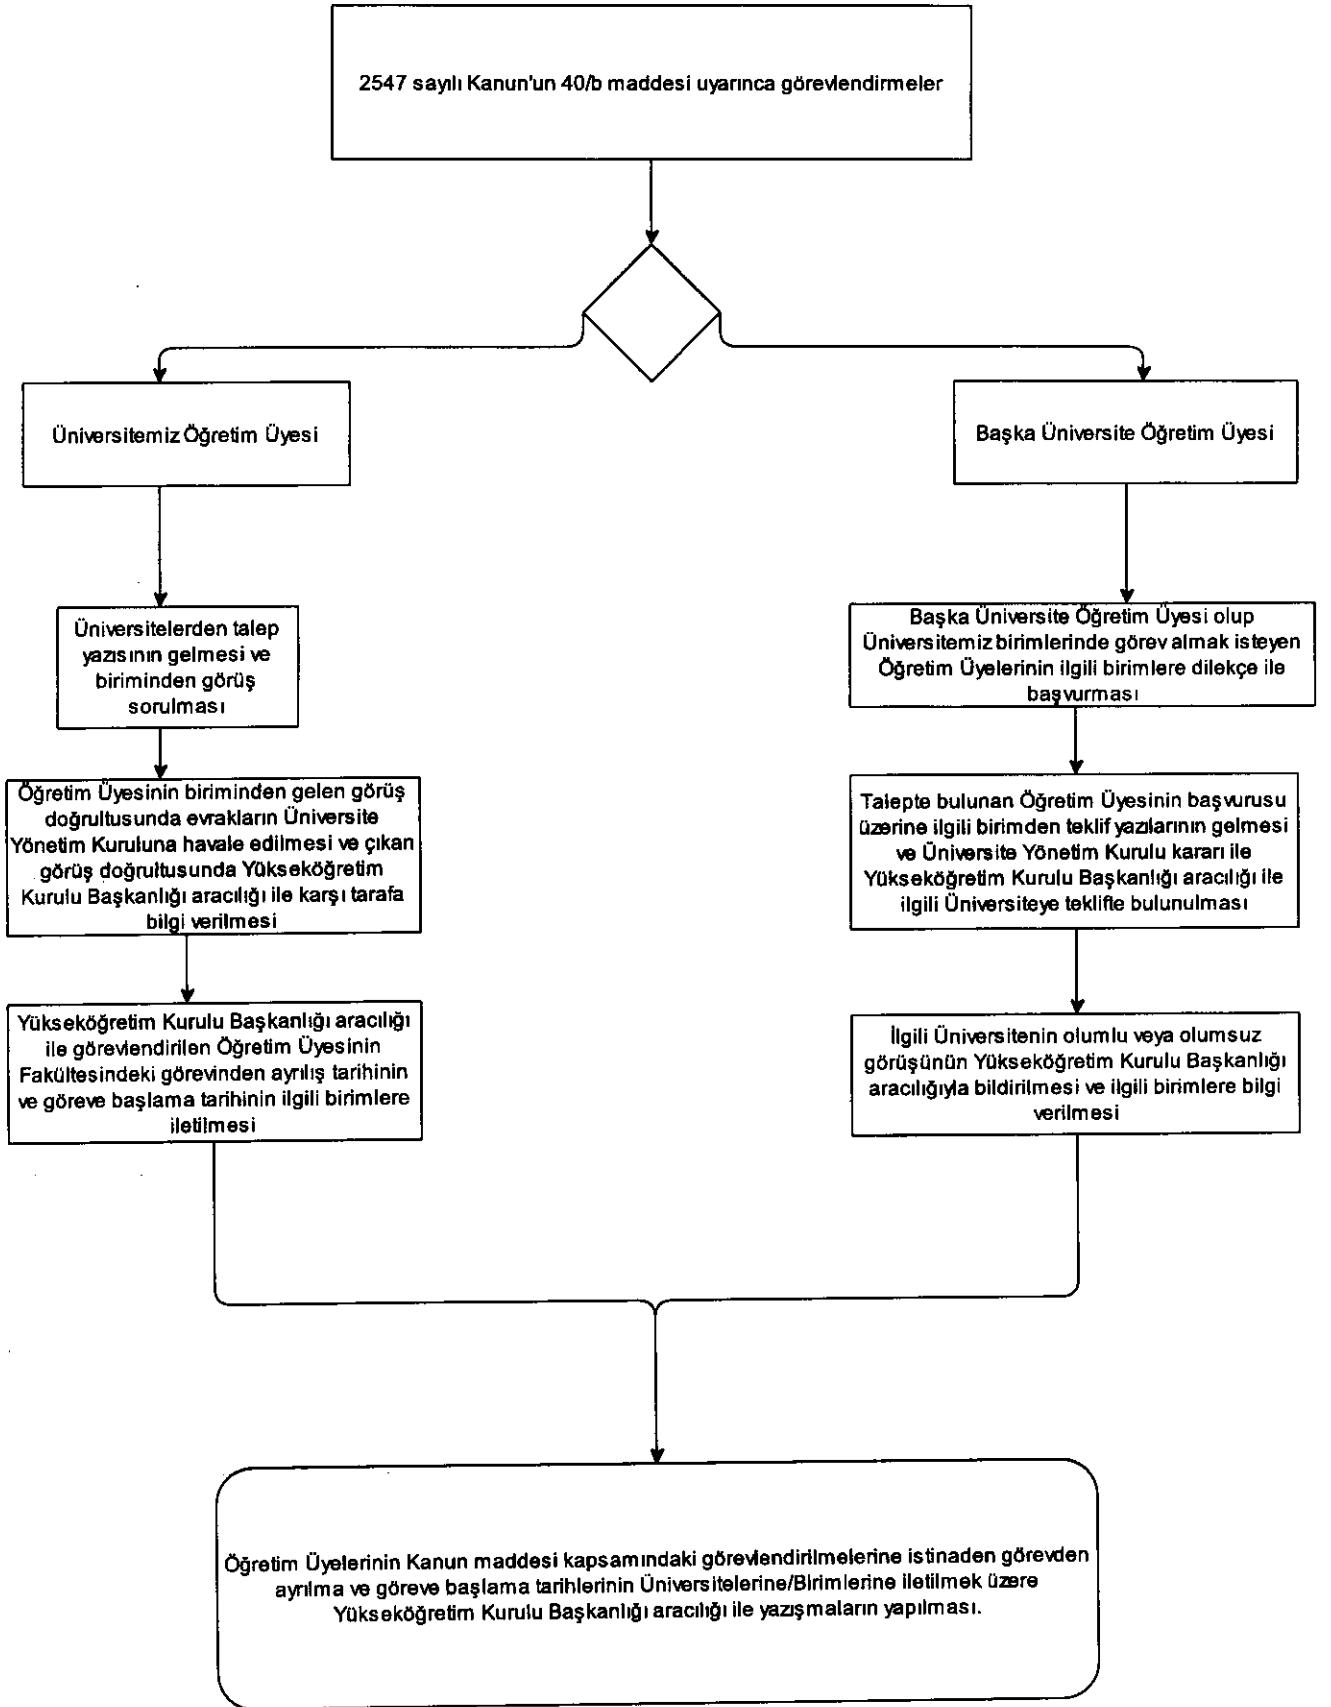 2547 sayılı Kanun'un 40/b maddesi uyarınca görevlendirmeler
Üniversitemiz Öğretim Üyesi
Başka Üniversite Öğretim Üyesi
Üniversitelerden talep
yazısının gelmesi ve
biriminden görüş
sorulması
Başka Üniversite Öğretim Üyesi olup
Üniversitemiz birimlerinde görev almak isteyen
Öğretim Üyelerinin ilgili birimlere dilekçe ile
başvurması
Öğretim Üyesinin biriminden gelen görüş
doğrultusunda evrakların Üniversite
Yönetim Kuruluna havale edilmesi ve çıkan
görüş doğrultusunda Yükseköğretim
Kurulu Başkanlığı aracılığı ile karşı tarafa
bilgi verilmesi
Talepte bulunan Öğretim Üyesinin başvurusu
üzerine ilgili birimden teklif yazılarının gelmesi
ve Üniversite Yönetim Kurulu kararı ile
Yükseköğretim Kurulu Başkanlığı aracılığı ile
ilgili Üniversiteye teklifte bulunulması
Yükseköğretim Kurulu Başkanlığı aracılığı
ile görevlendirilen Öğretim Üyesinin
Fakültesindeki görevinden ayrılış tarihinin
ve göreve başlama tarihinin ilgili birimlere
iletilmesi
İlgili Üniversitenin olumlu veya olumsuz
görüşünün Yükseköğretim Kurulu Başkanlığı
aracılığıyla bildirilmesi ve ilgili birimlere bilgi
verilmesi
Öğretim Üyelerinin Kanun maddesi kapsamındaki görevlendirilmelerine istinaden görevden
ayrılma ve göreve başlama tarihlerinin Üniversitelerine/Birimlerine iletilmek üzere
Yükseköğretim Kurulu Başkanlığı aracılığı ile yazışmaların yapılması.